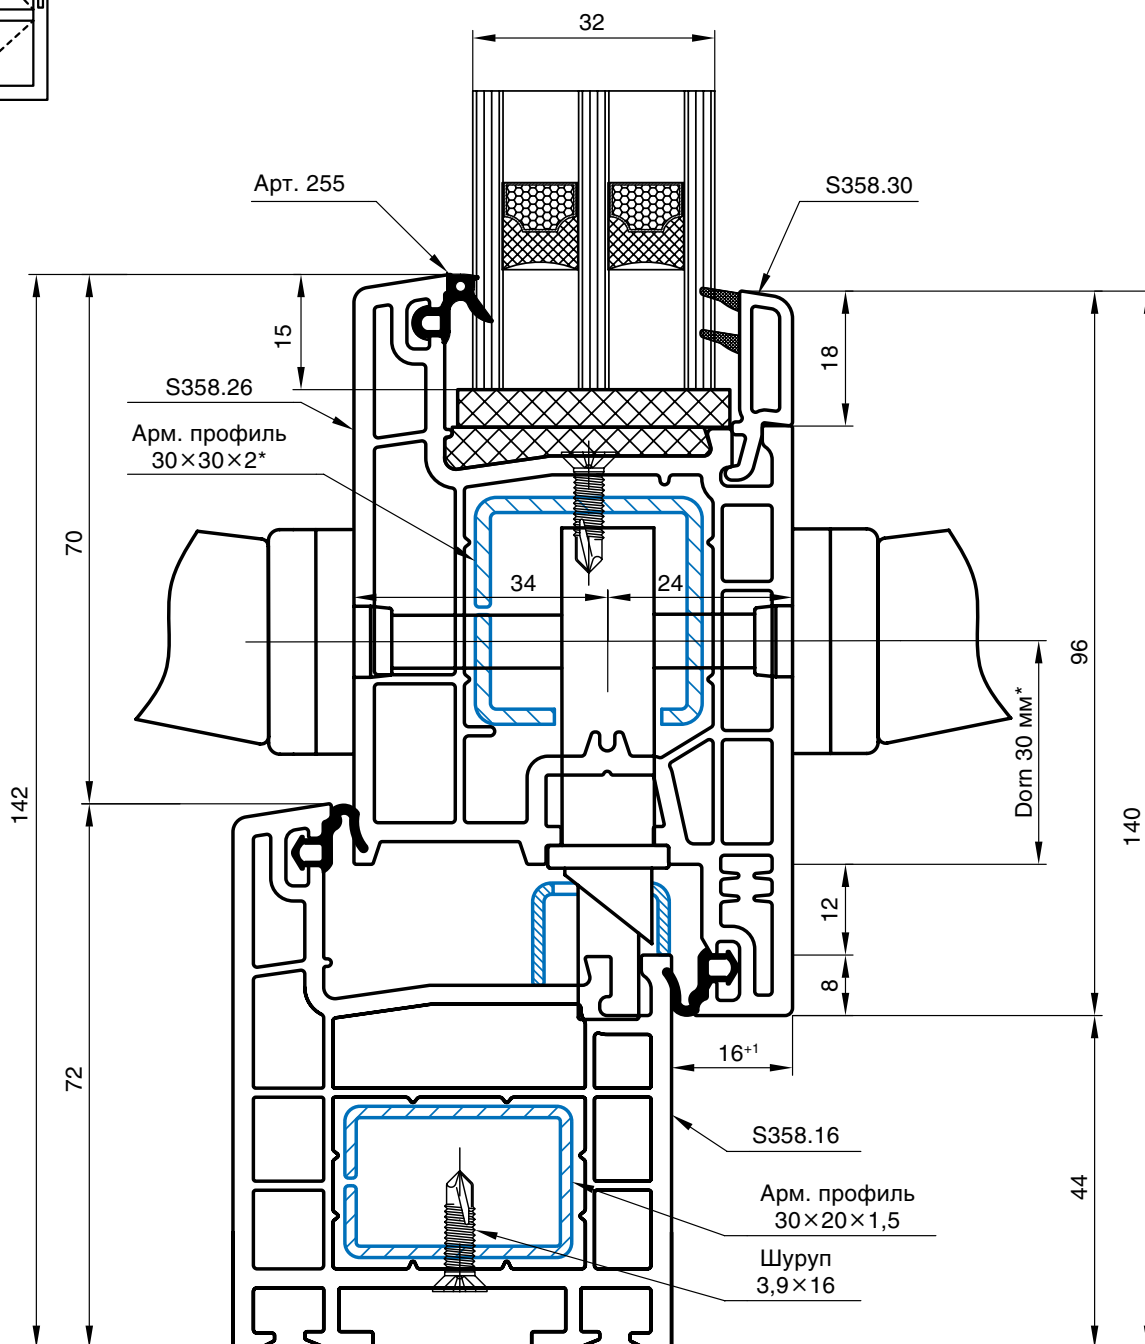 32
Арт. 255
S358.30
15
18
S358.26
Арм. профиль
30×30×2*
70
34
24
96
Dorn 30 мм*
142
140
12
8
16+1
72
S358.16
44
Арм. профиль
30×20×1,5
Шуруп
3,9×16